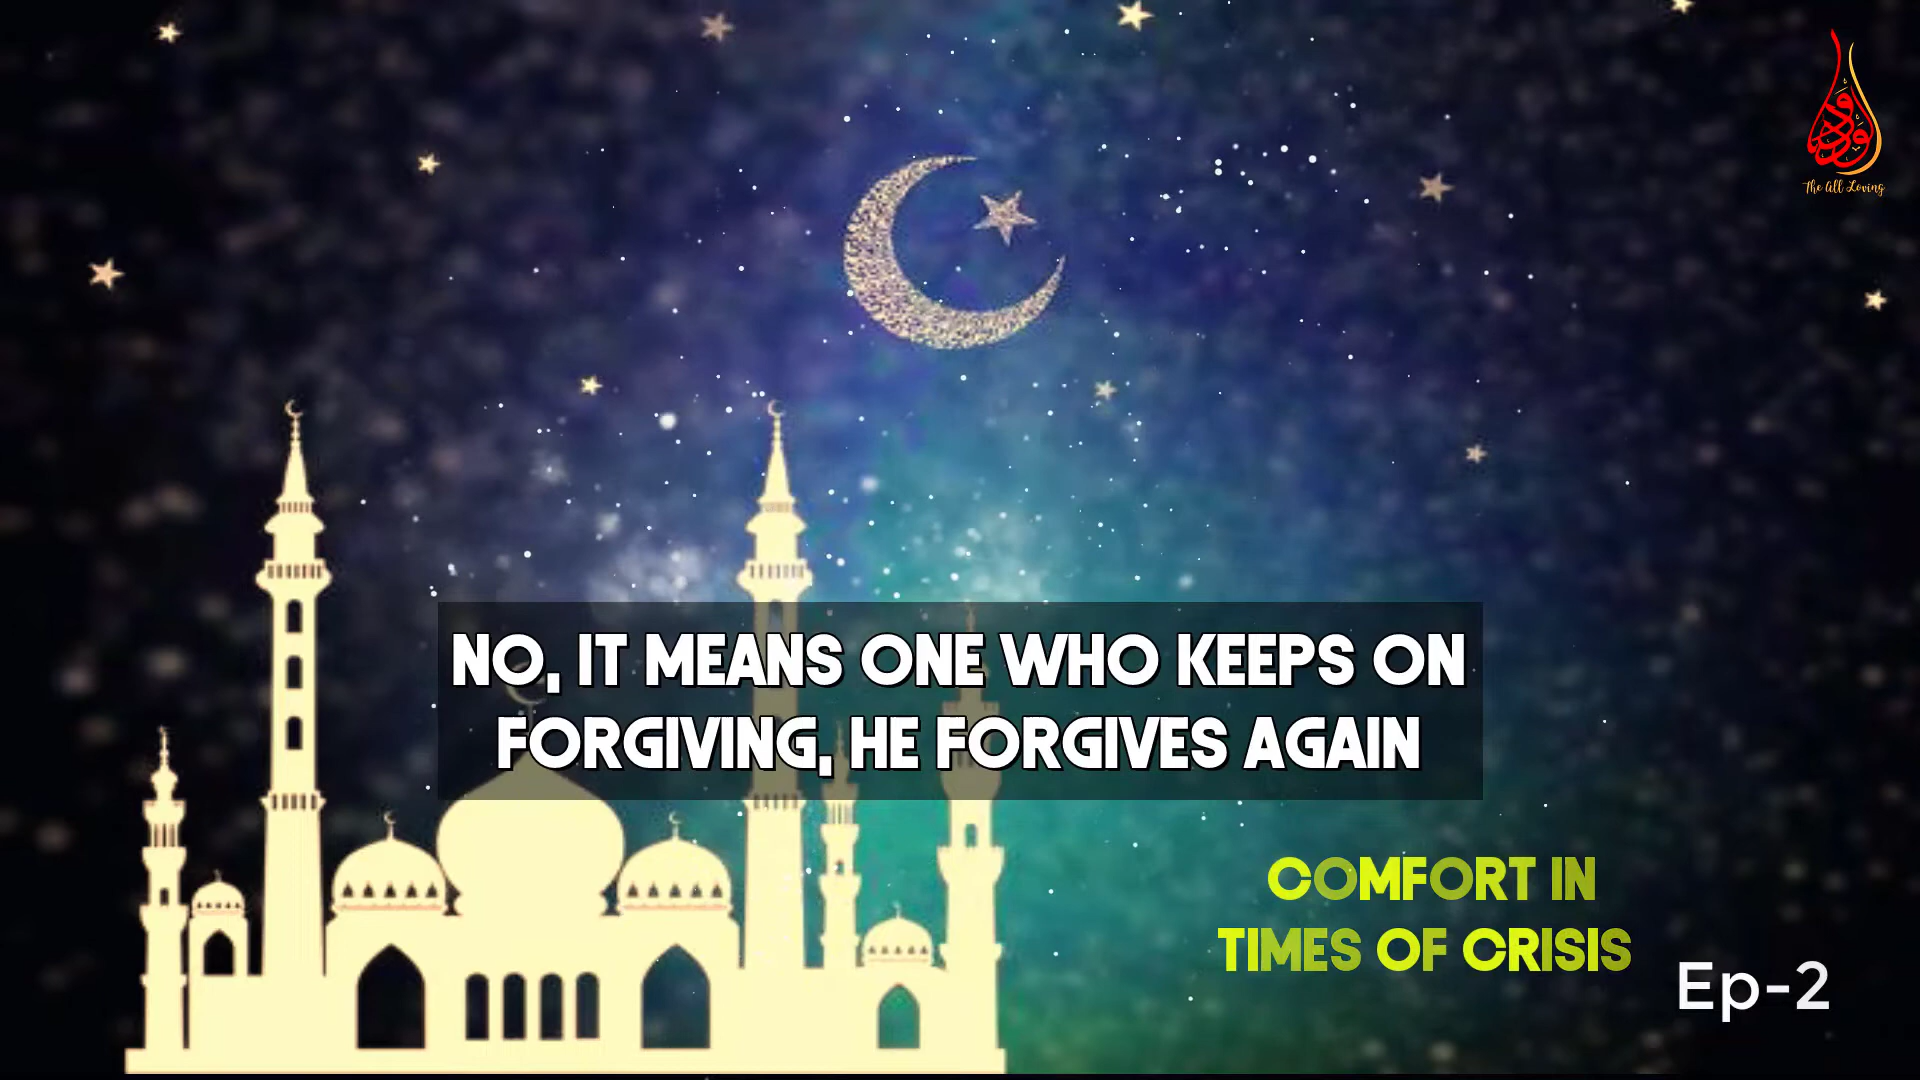 الودود
The All Loving
NO, IT MEANS ONE WHO KEEPS ON
FORGIVING, HE FORGIVES AGAIN
COMFORT IN
TIMES OF CRISIS
Ep-2